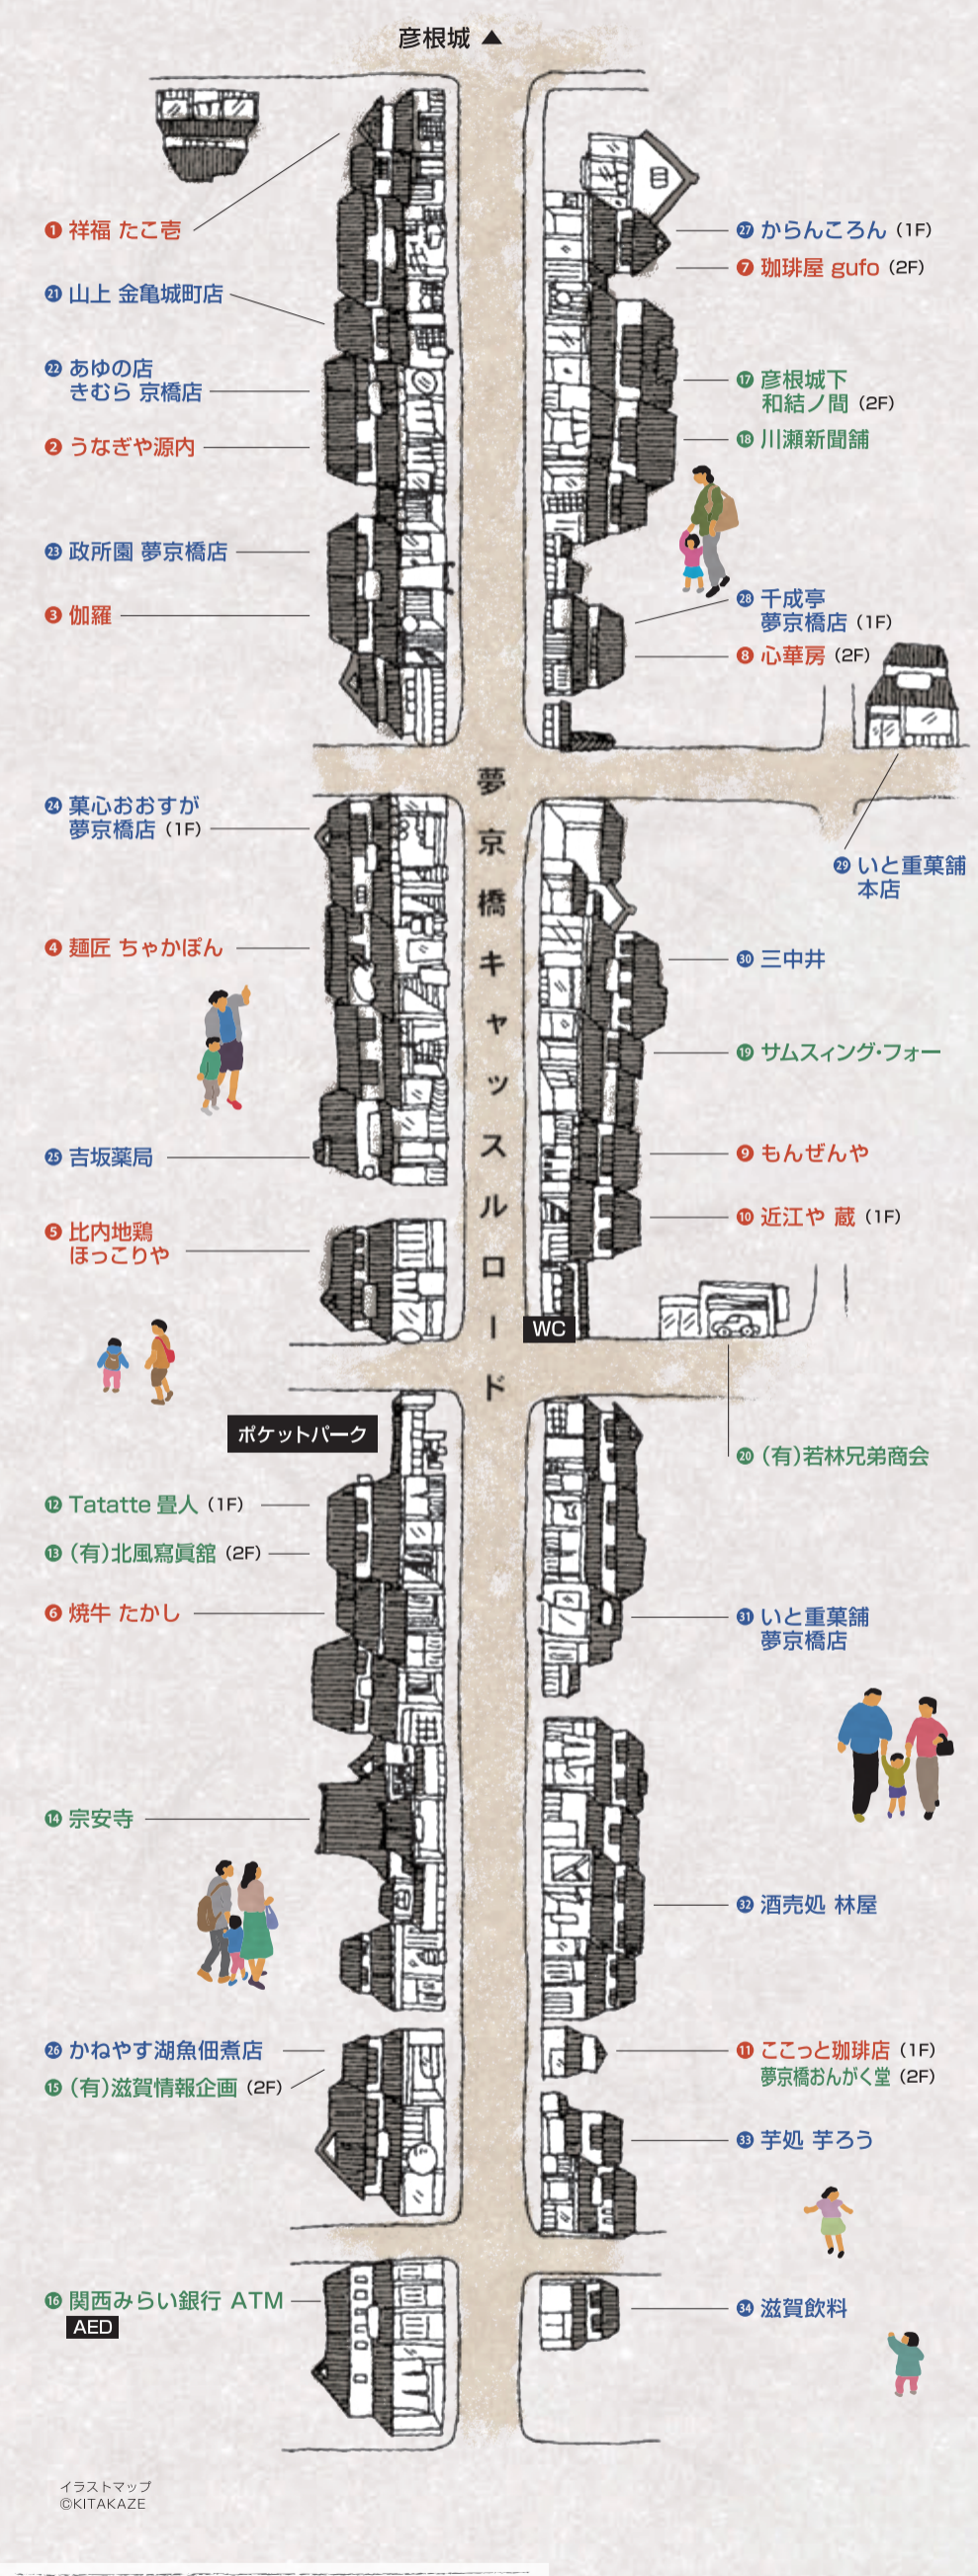 彦根城 ▲
❶ 祥福 たこ壱
㉑ 山上 金亀城町店
㉒ あゆの店
きむら 京橋店
❷ うなぎや源内
㉓ 政所園 夢京橋店
❸ 伽羅
㉗ からんころん (1F)
❼ 珈琲屋 gufo (2F)
⓱ 彦根城下
和結ノ間 (2F)
⓲ 川瀬新聞舗
㉘ 千成亭
夢京橋店 (1F)
❽ 心華房 (2F)
㉙ いと重菓舗
本店
夢京橋キャッスルロード
㉔ 菓心おおすが
夢京橋店 (1F)
❹ 麺匠 ちゃかぽん
㉕ 吉坂薬局
❺ 比内地鶏
ほっこりや
㉚ 三中井
⓳ サムスィング・フォー
❾ もんぜんや
❿ 近江や 蔵 (1F)
WC
⓴ (有)若林兄弟商会
ポケットパーク
⓬ Tatatte 畳人 (1F)
⓭ (有)北風寫眞舘 (2F)
❻ 焼牛 たかし
⓮ 宗安寺
㉖ かねやす湖魚佃煮店
⓯ (有)滋賀情報企画 (2F)
⓰ 関西みらい銀行 ATM
AED
㉛ いと重菓舗
夢京橋店
㉜ 酒売処 林屋
⓫ ここっと珈琲店 (1F)
夢京橋おんがく堂 (2F)
㉝ 芋処 芋ろう
㉞ 滋賀飲料
イラストマップ
©KITAKAZE